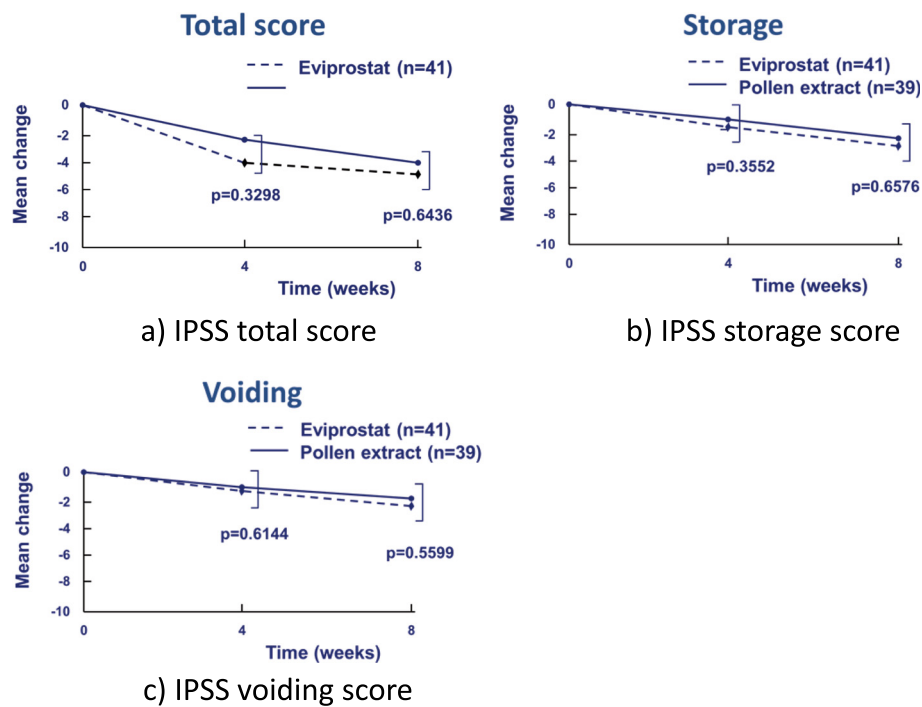 Total score
Eviprostat (n=41)
Mean change
0
-2
-4
-6
-8
-10
p=0.3298
p=0.6436
0
4
8
Time (weeks)
a) IPSS total score
Storage
Eviprostat (n=41)
Pollen extract (n=39)
Mean change
0
-2
-4
-6
-8
-10
p=0.3552
p=0.6576
0
4
8
Time (weeks)
b) IPSS storage score
Voiding
Eviprostat (n=41)
Pollen extract (n=39)
Mean change
0
-2
-4
-6
-8
-10
p=0.6144
p=0.5599
0
4
8
Time (weeks)
c) IPSS voiding score